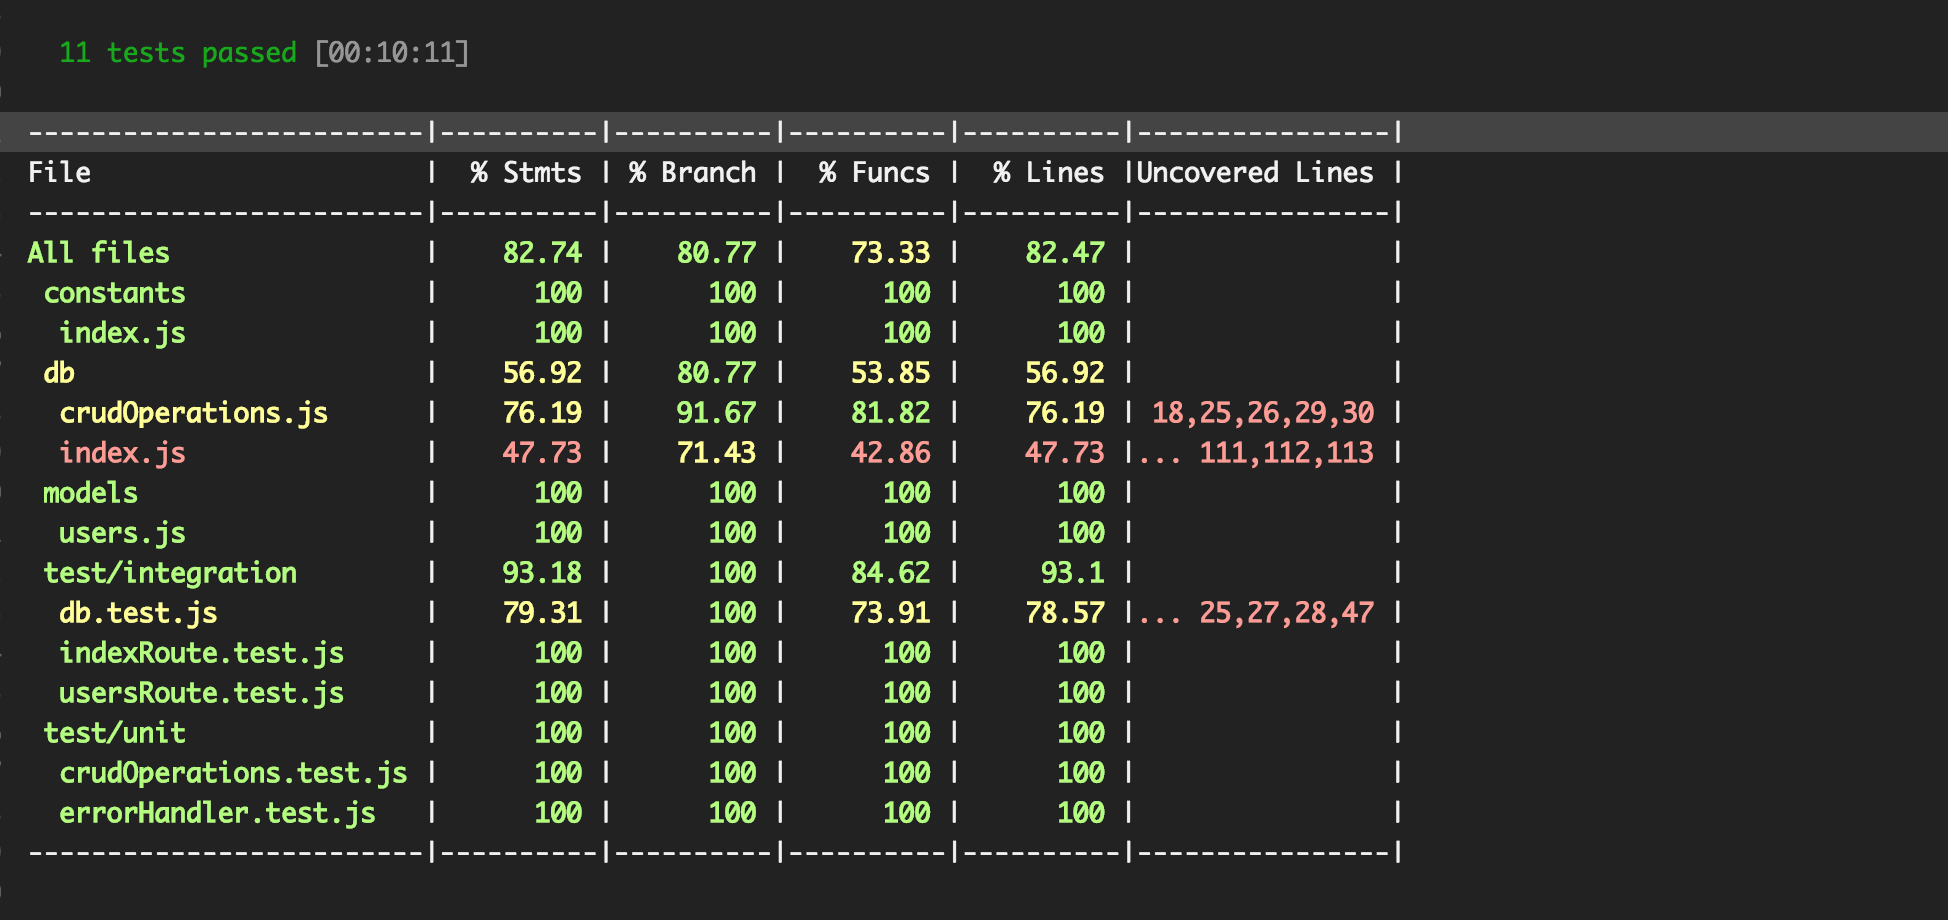 11 tests passed [00:10:11]
-------------------------|----------|----------|----------|----------|----------------|
File                     |  % Stmts | % Branch |  % Funcs |  % Lines |Uncovered Lines |
-------------------------|----------|----------|----------|----------|----------------|
All files                |    82.74 |    80.77 |    73.33 |    82.47 |                |
 constants               |      100 |      100 |      100 |      100 |                |
  index.js               |      100 |      100 |      100 |      100 |                |
 db                      |    56.92 |    80.77 |    53.85 |    56.92 |                |
  crudOperations.js      |    76.19 |    91.67 |    81.82 |    76.19 | 18,25,26,29,30 |
  index.js               |    47.73 |    71.43 |    42.86 |    47.73 |... 111,112,113 |
 models                  |      100 |      100 |      100 |      100 |                |
  users.js               |      100 |      100 |      100 |      100 |                |
 test/integration        |    93.18 |      100 |    84.62 |     93.1 |                |
  db.test.js             |    79.31 |      100 |    73.91 |    78.57 |... 25,27,28,47 |
  indexRoute.test.js     |      100 |      100 |      100 |      100 |                |
  usersRoute.test.js     |      100 |      100 |      100 |      100 |                |
 test/unit               |      100 |      100 |      100 |      100 |                |
  crudOperations.test.js |      100 |      100 |      100 |      100 |                |
  errorHandler.test.js   |      100 |      100 |      100 |      100 |                |
-------------------------|----------|----------|----------|----------|----------------|